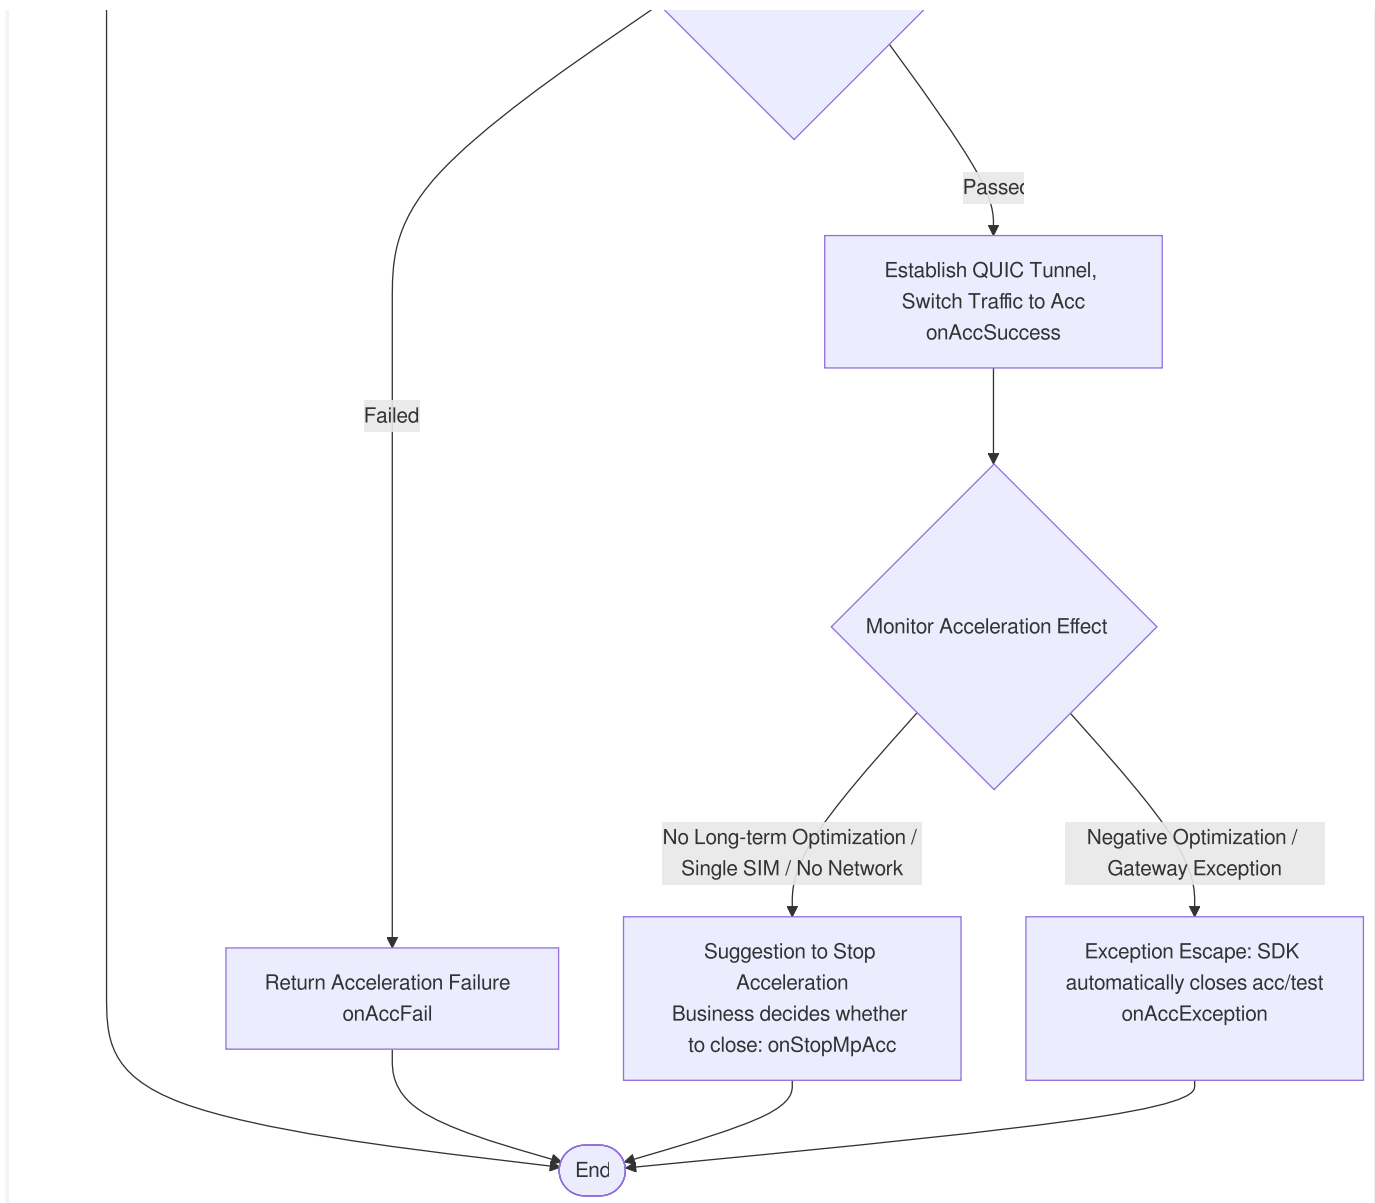 Passed
Establish QUIC Tunnel,
Switch Traffic to Acc
onAccSuccess
Failed
Monitor Acceleration Effect
No Long-term Optimization /
Single SIM / No Network
Negative Optimization /
Gateway Exception
Return Acceleration Failure
onAccFail
Suggestion to Stop
Acceleration
Business decides whether
to close: onStopMpAcc
Exception Escape: SDK
automatically closes acc/test
onAccException
End